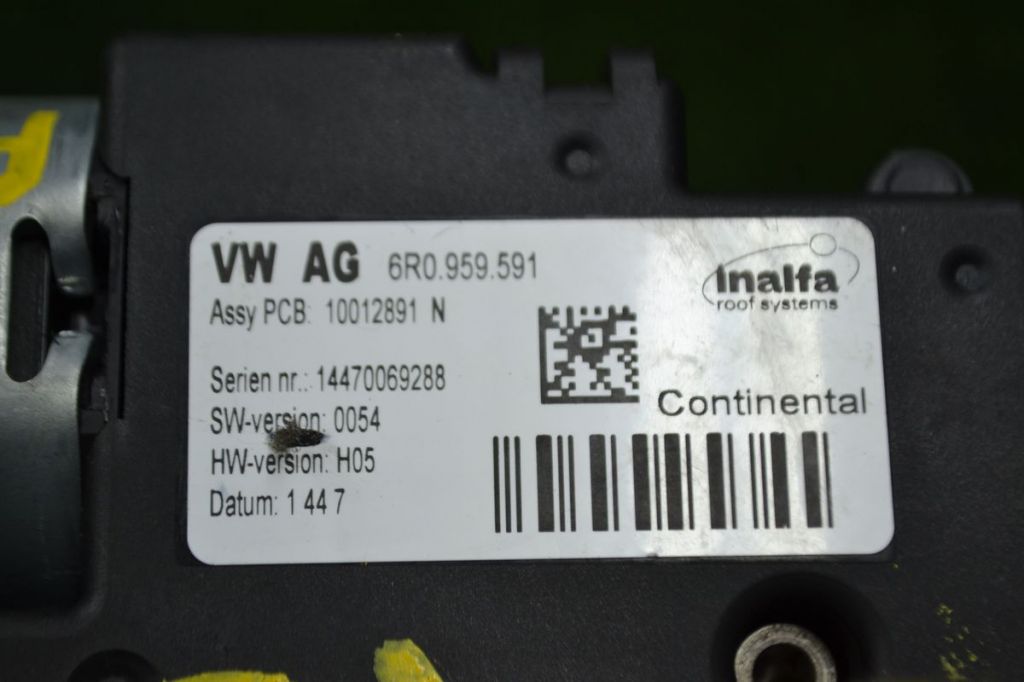 VW AG 6R0.959.591
Inalfa
roof systems
Assy PCB: 10012891 N
Serien nr.: 14470069288
SW-version: 0054
HW-version: H05
Datum: 1 44 7
Continental